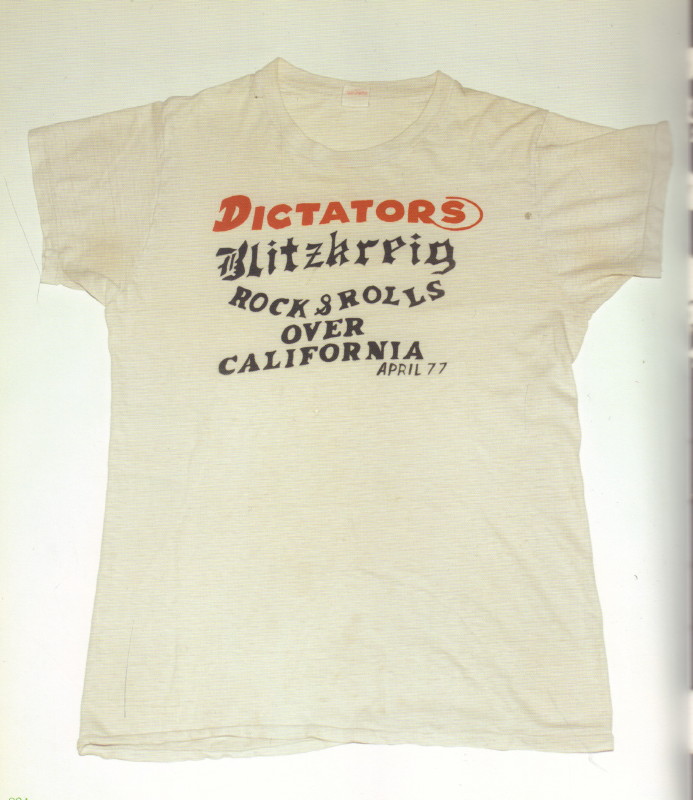 DICTATORS
Blitzkreig
ROCK & ROLLS
OVER
CALIFORNIA
APRIL 77